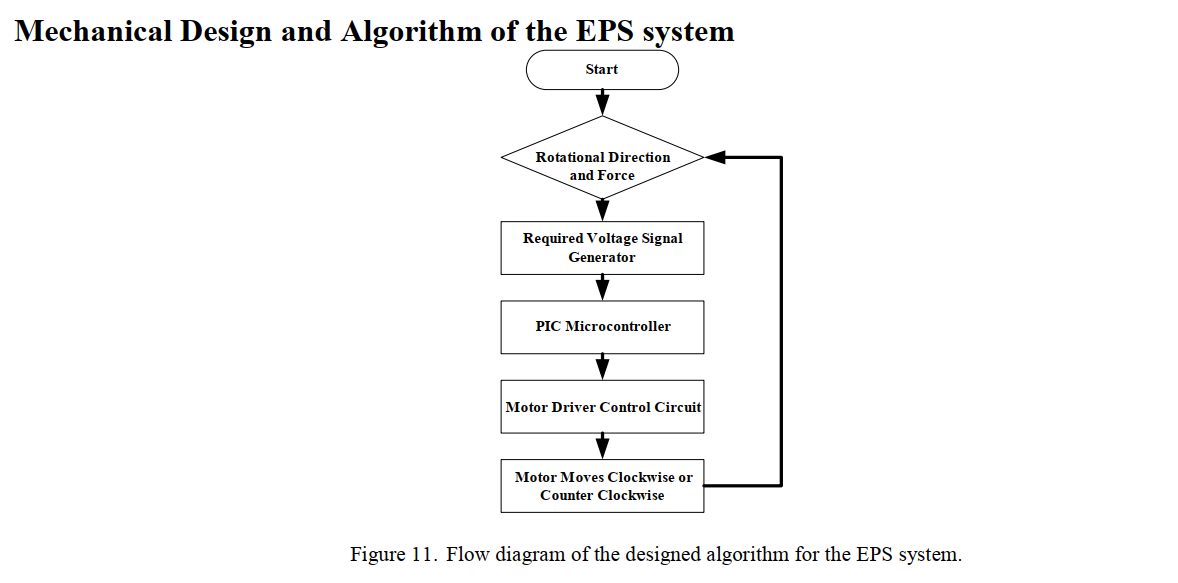 Mechanical Design and Algorithm of the EPS system
Start
Rotational Direction
and Force
Required Voltage Signal
Generator
PIC Microcontroller
Motor Driver Control Circuit
Motor Moves Clockwise or
Counter Clockwise
Figure 11. Flow diagram of the designed algorithm for the EPS system.